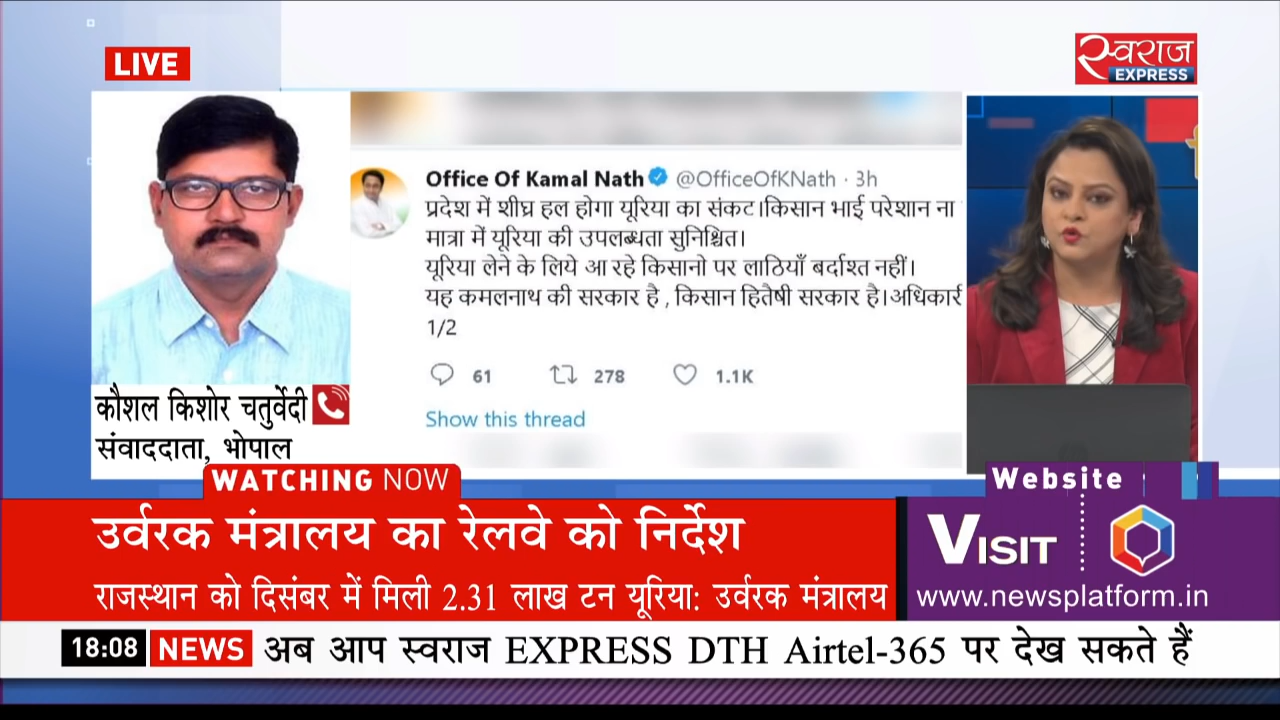 LIVE
स्वराज
EXPRESS
Office Of Kamal Nath @OfficeOfKNath · 3h
प्रदेश में शीघ्र हल होगा यूरिया का संकट।किसान भाई परेशान ना
मात्रा में यूरिया की उपलब्धता सुनिश्चित।
यूरिया लेने के लिये आ रहे किसानो पर लाठियाँ बर्दाश्त नहीं।
यह कमलनाथ की सरकार है , किसान हितैषी सरकार है।अधिकारी
1/2
61 278 1.1K
Show this thread
कौशल किशोर चतुर्वेदी
संवाददाता, भोपाल
WATCHING NOW
उर्वरक मंत्रालय का रेलवे को निर्देश
राजस्थान को दिसंबर में मिली 2.31 लाख टन यूरिया: उर्वरक मंत्रालय
Website
VISIT
www.newsplatform.in
18:08 NEWS अब आप स्वराज EXPRESS DTH Airtel-365 पर देख सकते हैं